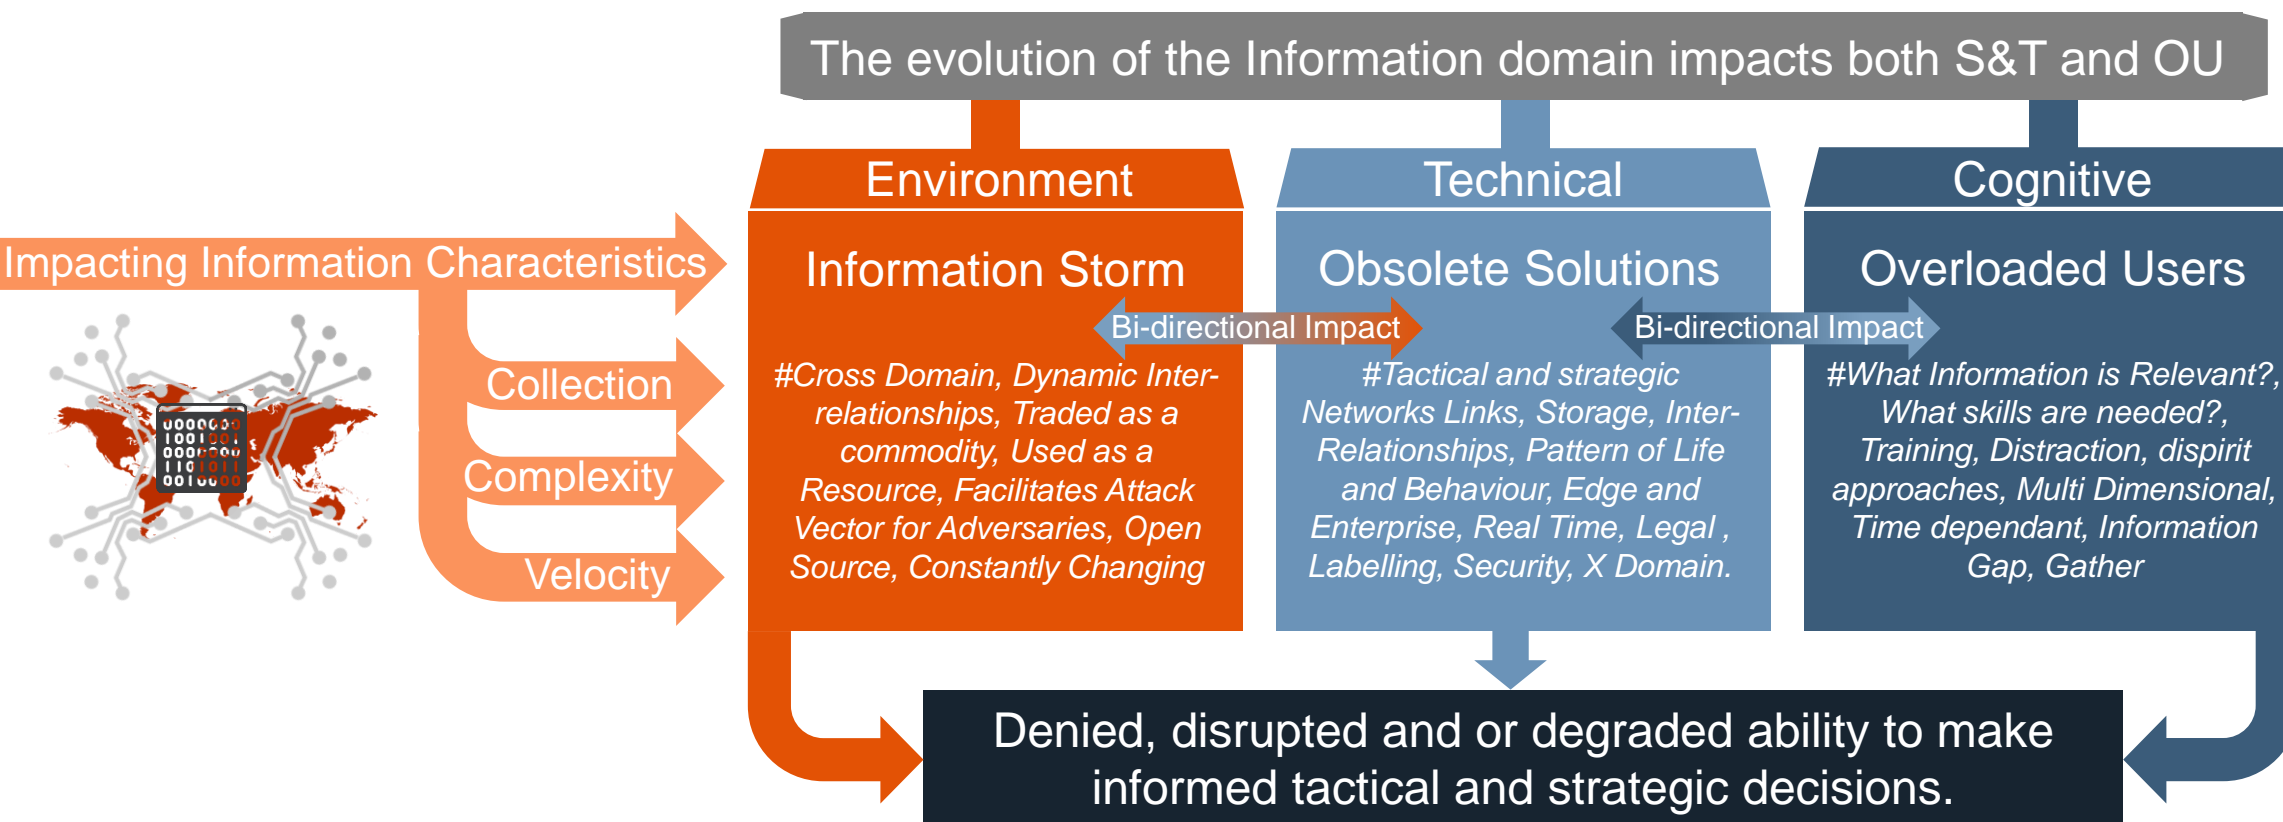 The evolution of the Information domain impacts both S&T and OU
Impacting Information Characteristics
Collection
Complexity
Velocity
0000000
1001001
0000000
1101011
0010000
Environment
Information Storm
#Cross Domain, Dynamic Inter-
relationships, Traded as a
commodity, Used as a
Resource, Facilitates Attack
Vector for Adversaries, Open
Source, Constantly Changing
Bi-directional Impact
Technical
Obsolete Solutions
#Tactical and strategic
Networks Links, Storage, Inter-
Relationships, Pattern of Life
and Behaviour, Edge and
Enterprise, Real Time, Legal ,
Labelling, Security, X Domain.
Bi-directional Impact
Cognitive
Overloaded Users
#What Information is Relevant?,
What skills are needed?,
Training, Distraction, dispirit
approaches, Multi Dimensional,
Time dependant, Information
Gap, Gather
Denied, disrupted and or degraded ability to make
informed tactical and strategic decisions.